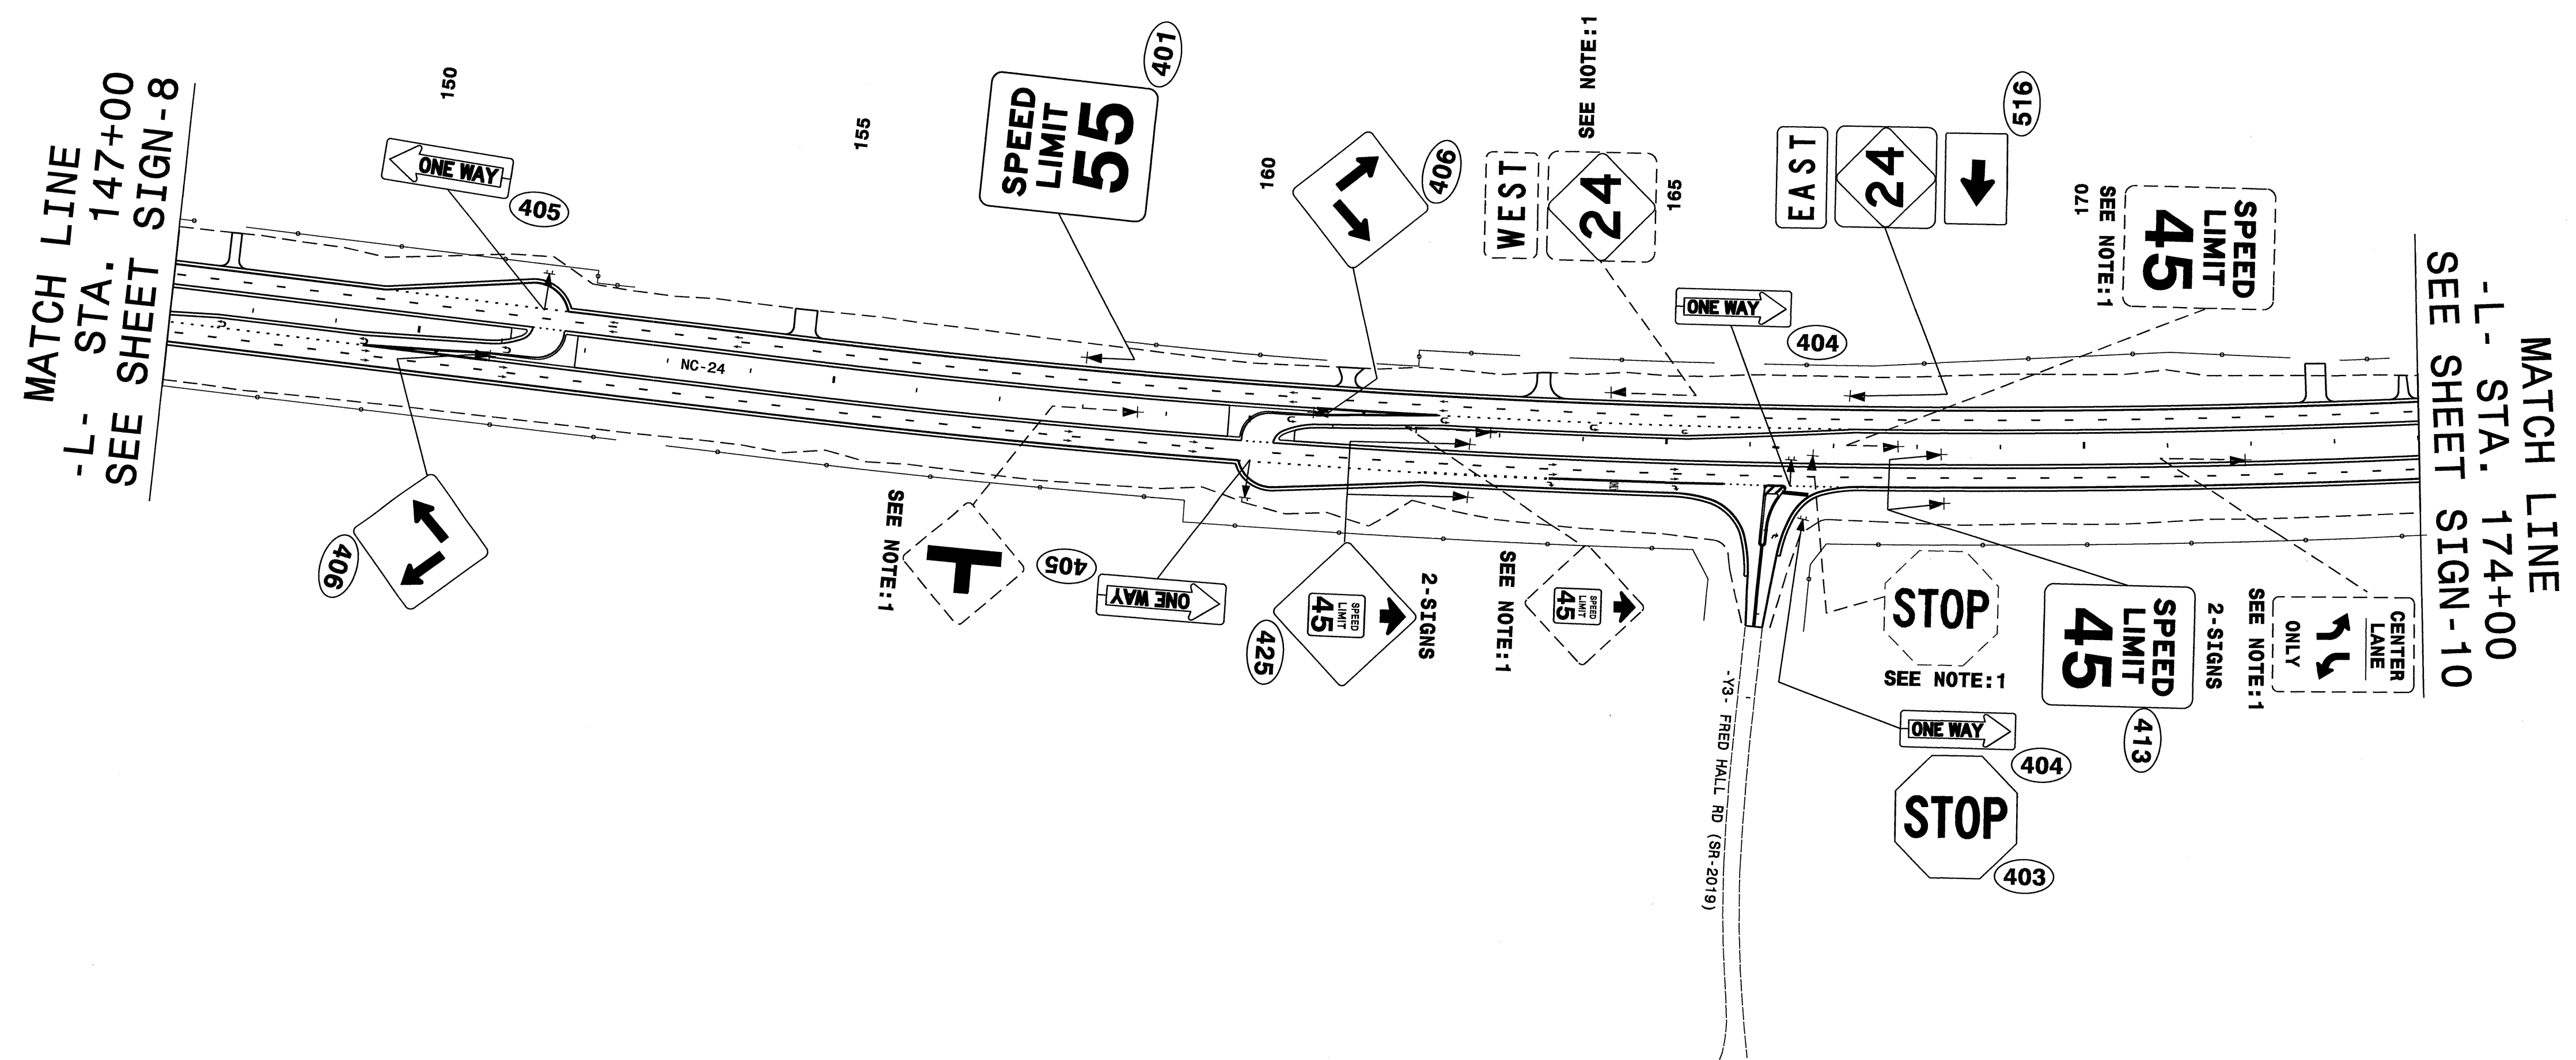 MATCH LINE
-L- STA. 147+00
SEE SHEET SIGN-8
150
ONE WAY
405
155
SPEED
LIMIT
55
401
160
406
SEE NOTE:1
WEST
24
165
EAST
24
516
ONE WAY
404
170
SEE NOTE:1
SPEED
LIMIT
45
MATCH LINE
-L- STA. 174+00
SEE SHEET SIGN-10
NC-24
406
SEE NOTE:1
405
ONE WAY
425
SPEED
LIMIT
45
2-SIGNS
SEE NOTE:1
SPEED
LIMIT
45
ONLY
-Y3- FRED HALL RD (SR-2019)
STOP
SEE NOTE:1
ONE WAY
404
STOP
403
SPEED
LIMIT
45
2-SIGNS
413
SEE NOTE:1
CENTER
LANE
ONLY